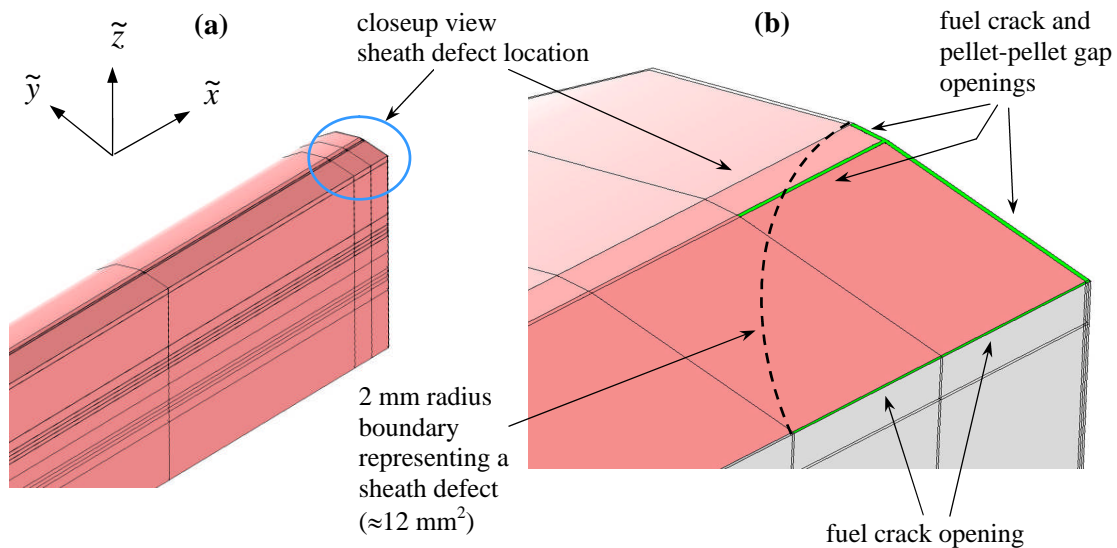 (a)
z̃
ỹ
x̃
closeup view
sheath defect location
(b)
fuel crack and
pellet-pellet gap
openings
2 mm radius
boundary
representing a
sheath defect
(≈12 mm²)
fuel crack opening